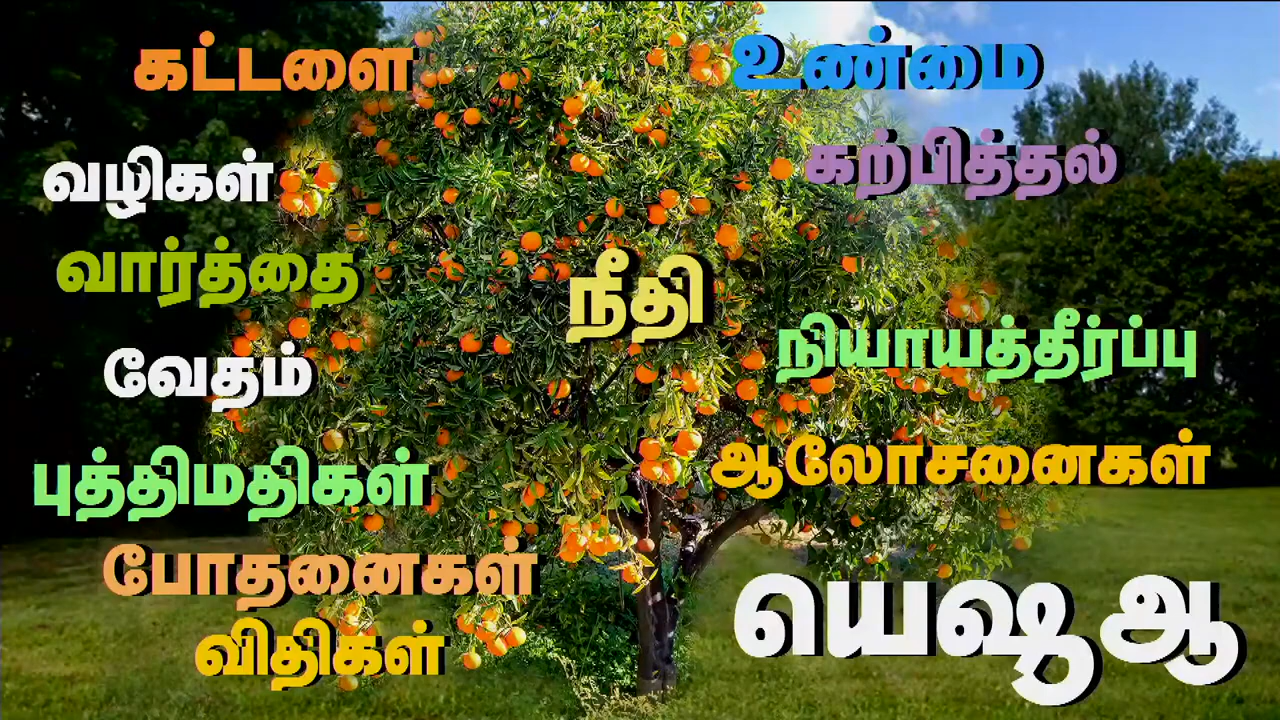 கட்டளை
உண்மை
வழிகள்
கற்பித்தல்
வார்த்தை
நீதி
வேதம்
நியாயத்தீர்ப்பு
புத்திமதிகள்
ஆலோசனைகள்
போதனைகள்
விதிகள்
யெஷூஆ